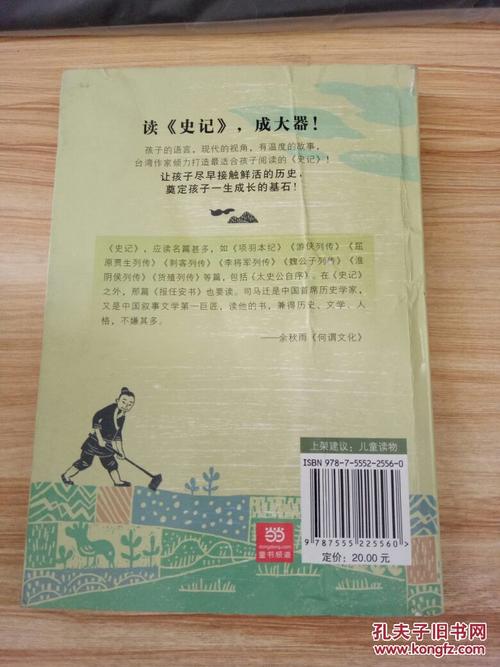 读《史记》，成大器！
孩子的语言，现代的视角，有温度的故事，
台湾作家倾力打造最适合孩子阅读的《史记》！
让孩子尽早接触鲜活的历史，
奠定孩子一生成长的基石！
《史记》，应读名篇甚多，如《项羽本纪》《游侠列传》《屈
原贾生列传》《刺客列传》《李将军列传》《魏公子列传》《淮
阴侯列传》《货殖列传》等篇，包括《太史公自序》。在《史记》
之外，那篇《报任安书》也要读。司马迁是中国首席历史学家，
又是中国叙事文学第一巨匠，读他的书，兼得历史、文学、人
格，不嫌其多。
——余秋雨《何谓文化》
上架建议：儿童读物
ISBN 978-7-5552-2556-0
9 787555 225560 >
定价：20.00 元
当当
dangdang.com
童书频道
孔夫子旧书网
www.kongfz.com